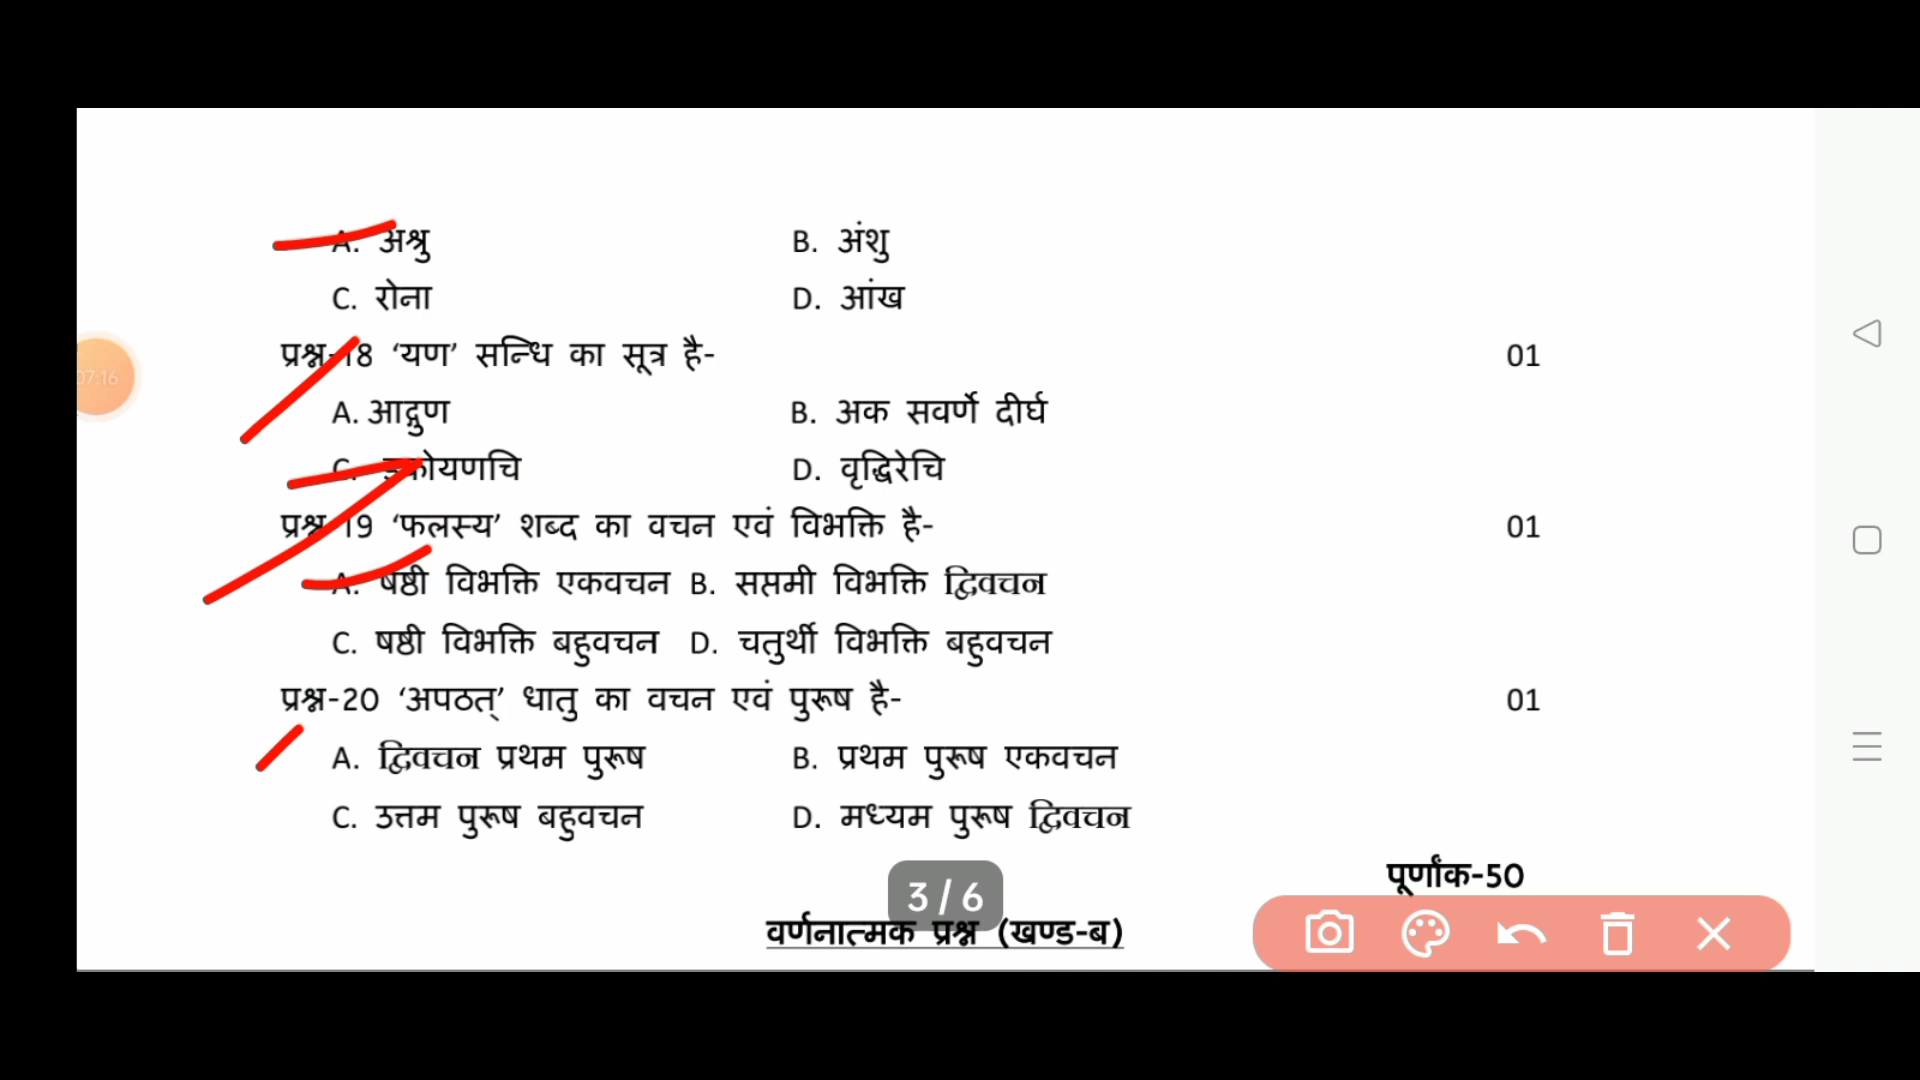 A. अश्रु B. अंशु
C. रोना D. आंख
प्रश्न-18 ‘यण’ सन्धि का सूत्र है- 01
A. आद्गुण B. अक सवर्णे दीर्घ
C. इकोयणचि D. वृद्धिरेचि
प्रश्न-19 ‘फलस्य’ शब्द का वचन एवं विभक्ति है- 01
A. षष्ठी विभक्ति एकवचन B. सप्तमी विभक्ति द्विवचन
C. षष्ठी विभक्ति बहुवचन D. चतुर्थी विभक्ति बहुवचन
प्रश्न-20 ‘अपठत्’ धातु का वचन एवं पुरूष है- 01
A. द्विवचन प्रथम पुरूष B. प्रथम पुरूष एकवचन
C. उत्तम पुरूष बहुवचन D. मध्यम पुरूष द्विवचन
पूर्णांक-50
3 / 6
वर्णनात्मक प्रश्न (खण्ड-ब)
07:16